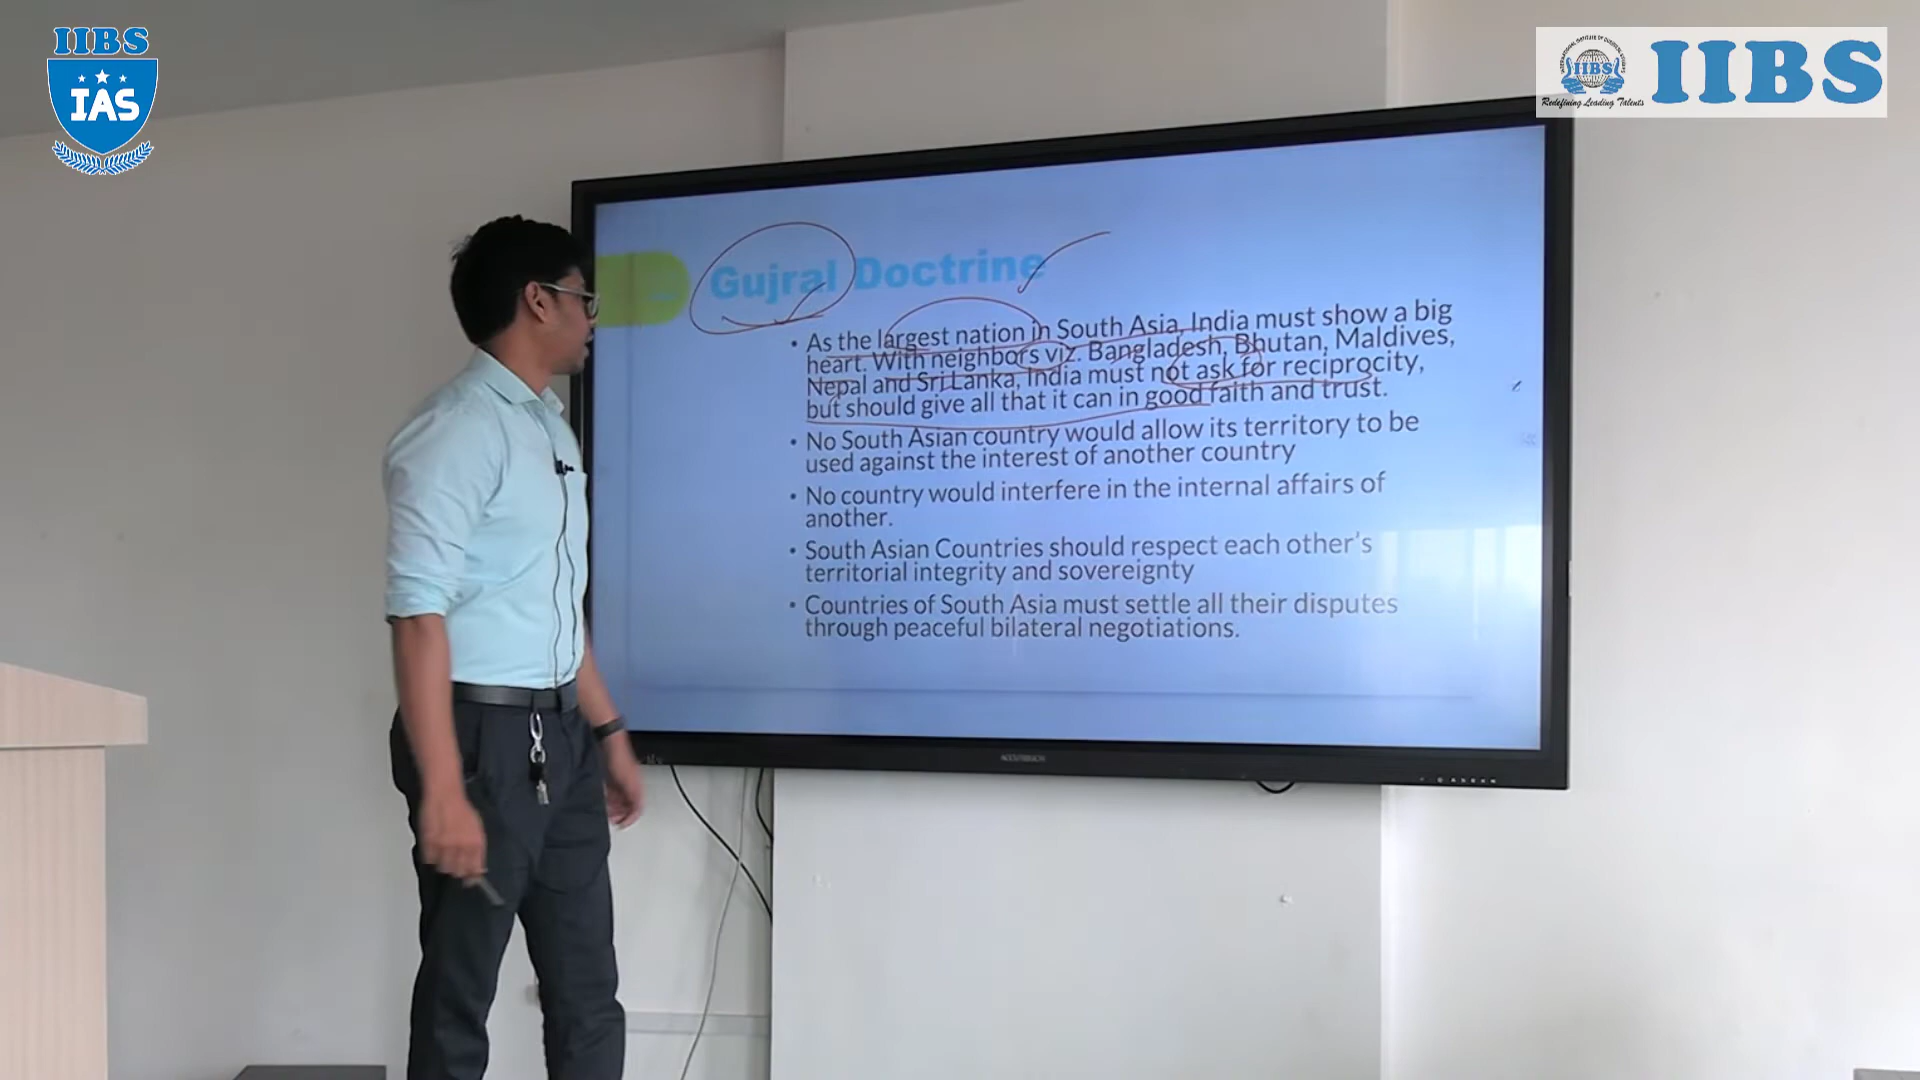 IIBS
IAS
IIBS
Redefining Leading Talents
IIBS
Gujral Doctrine
• As the largest nation in South Asia, India must show a big
heart. With neighbors viz. Bangladesh, Bhutan, Maldives,
Nepal and Sri Lanka, India must not ask for reciprocity,
but should give all that it can in good faith and trust.
• No South Asian country would allow its territory to be
used against the interest of another country
• No country would interfere in the internal affairs of
another.
• South Asian Countries should respect each other's
territorial integrity and sovereignty
• Countries of South Asia must settle all their disputes
through peaceful bilateral negotiations.